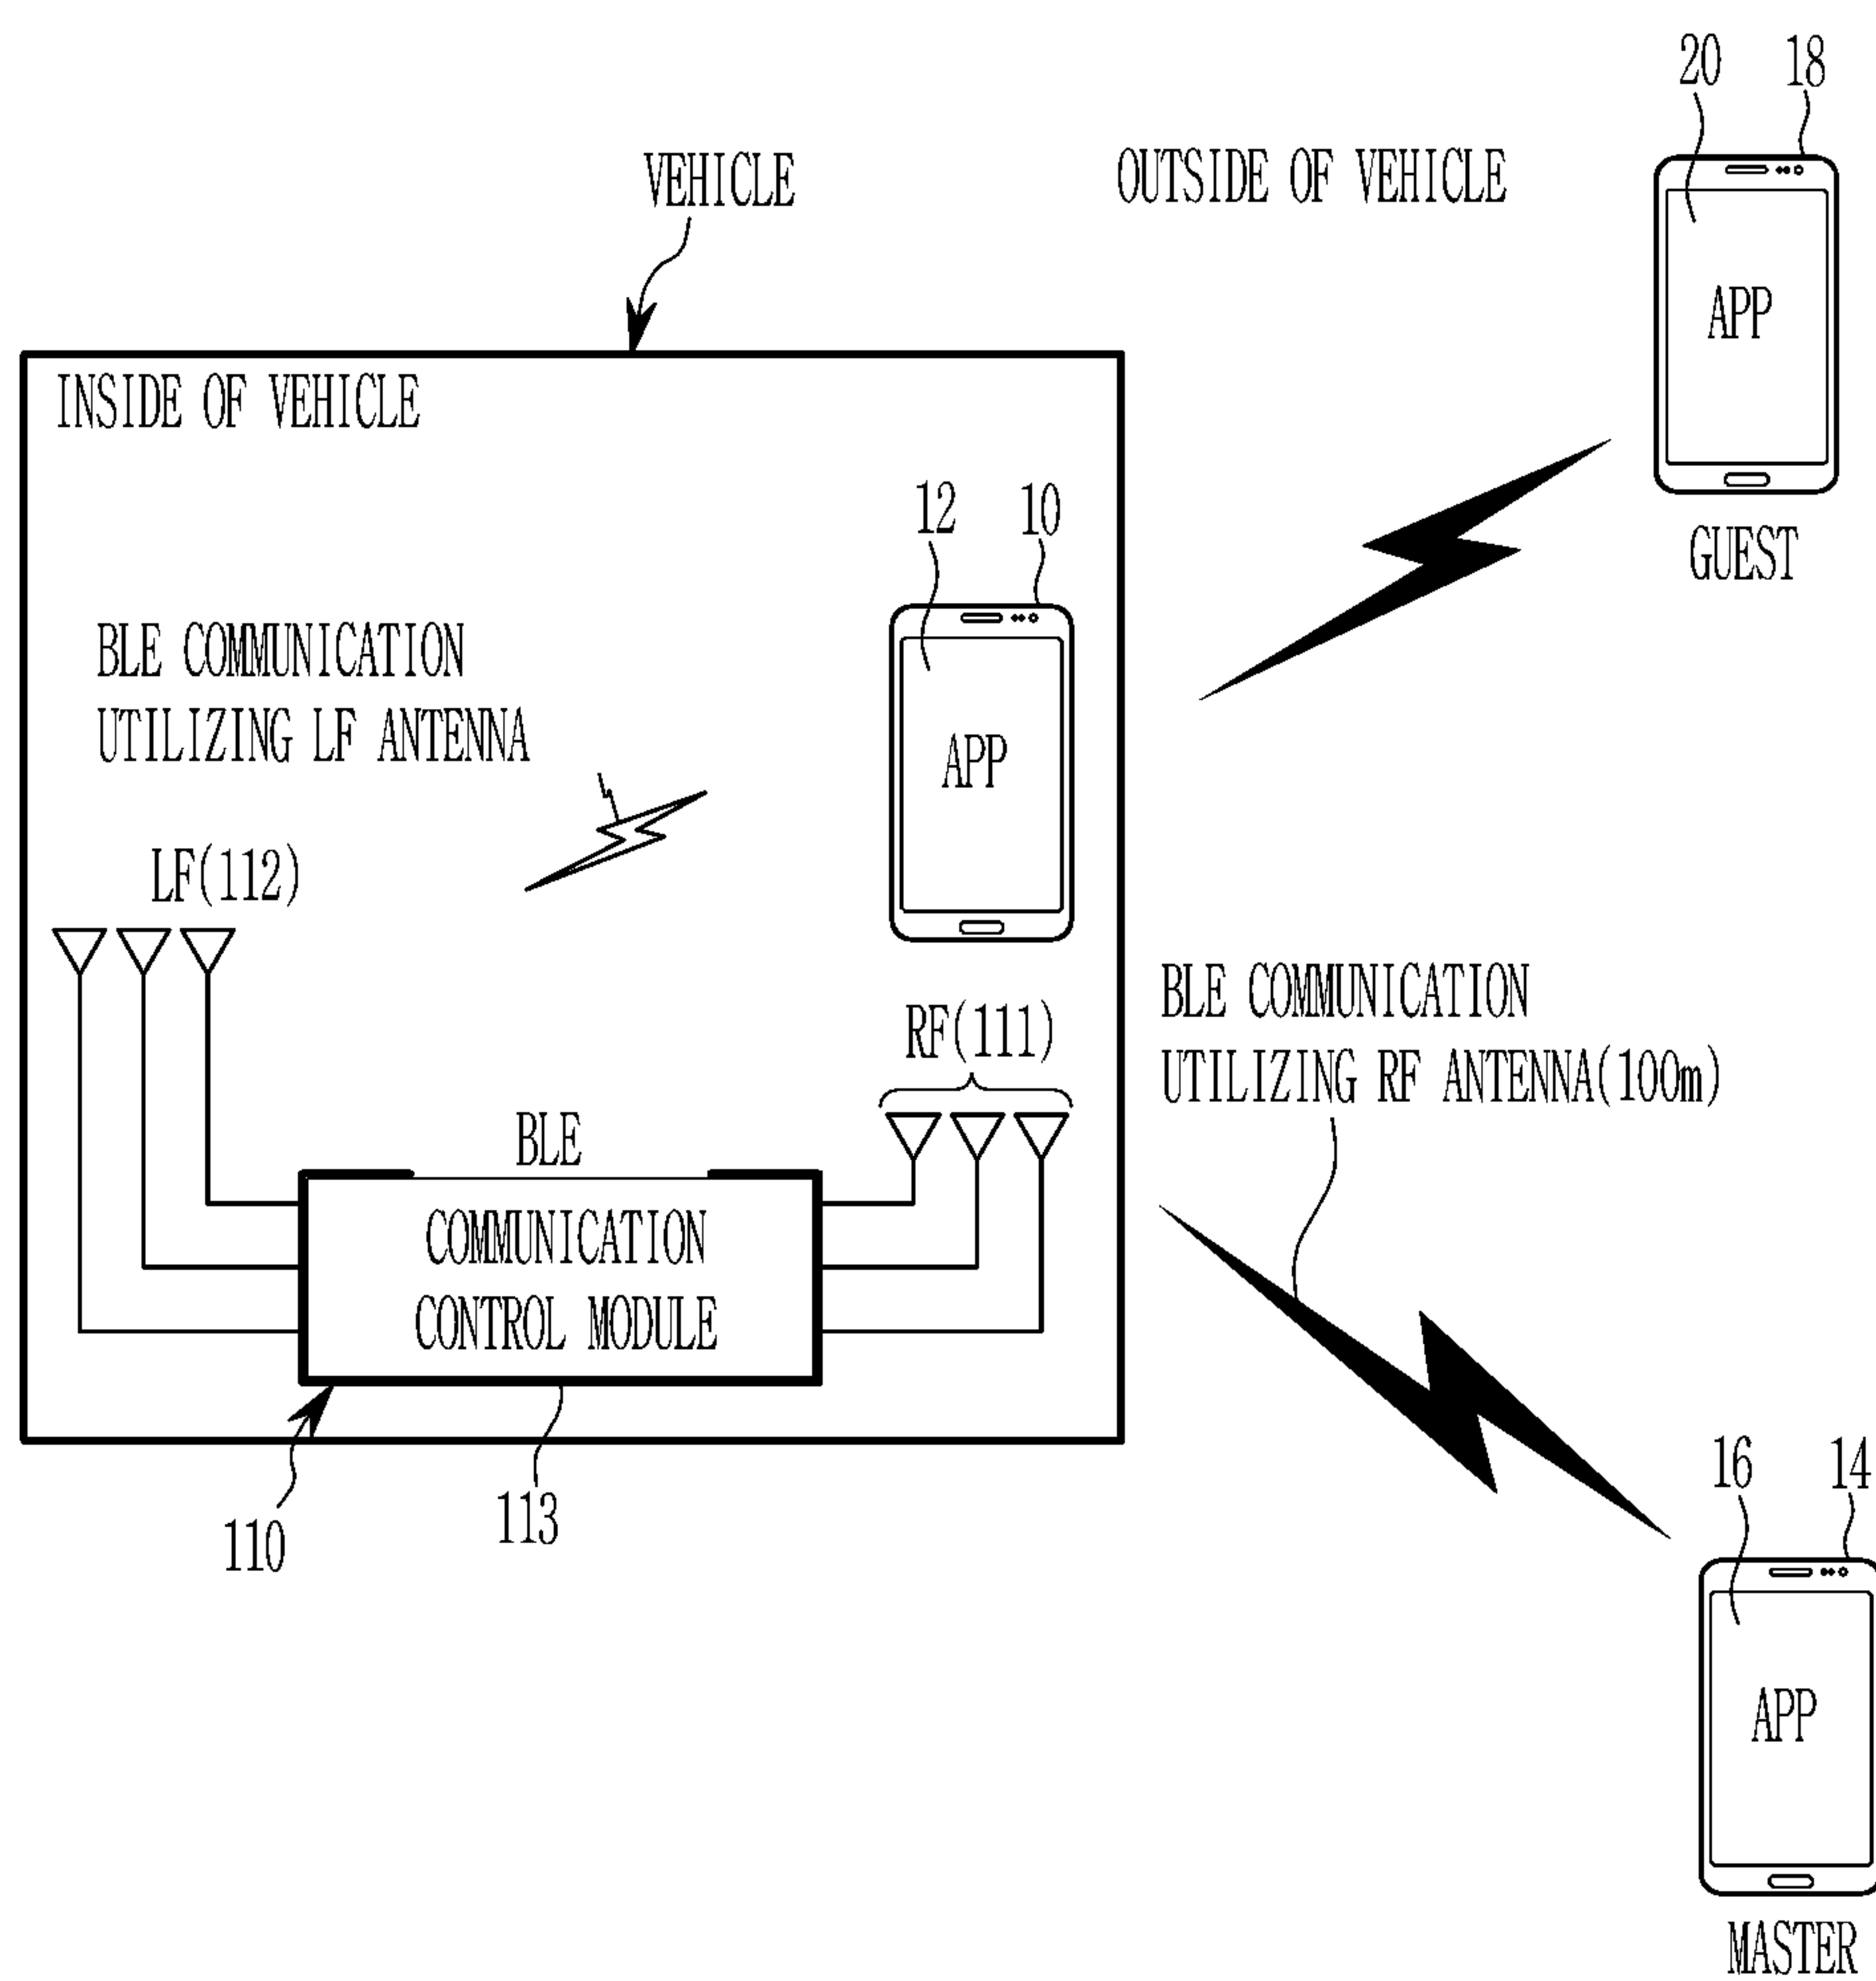 20 18
VEHICLE
OUTSIDE OF VEHICLE
APP
GUEST
INSIDE OF VEHICLE
12 10
BLE COMMUNICATION
UTILIZING LF ANTENNA
APP
LF(112)
RF(111)
BLE COMMUNICATION
UTILIZING RF ANTENNA(100m)
BLE
COMMUNICATION
CONTROL MODULE
110
113
16 14
APP
MASTER